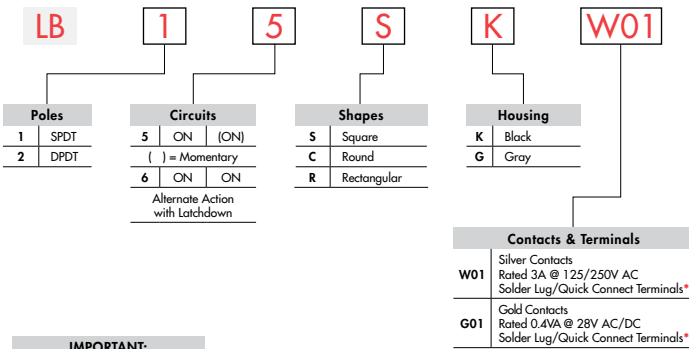 LB 1 5 S K W01
Poles
1 SPDT
2 DPDT
Circuits
5 ON (ON)
( ) = Momentary
6 ON ON
Alternate Action
with Latchdown
Shapes
S Square
C Round
R Rectangular
Housing
K Black
G Gray
Contacts & Terminals
W01 Silver Contacts
Rated 3A @ 125/250V AC
Solder Lug/Quick Connect Terminals*
G01 Gold Contacts
Rated 0.4VA @ 28V AC/DC
Solder Lug/Quick Connect Terminals*
IMPORTANT: